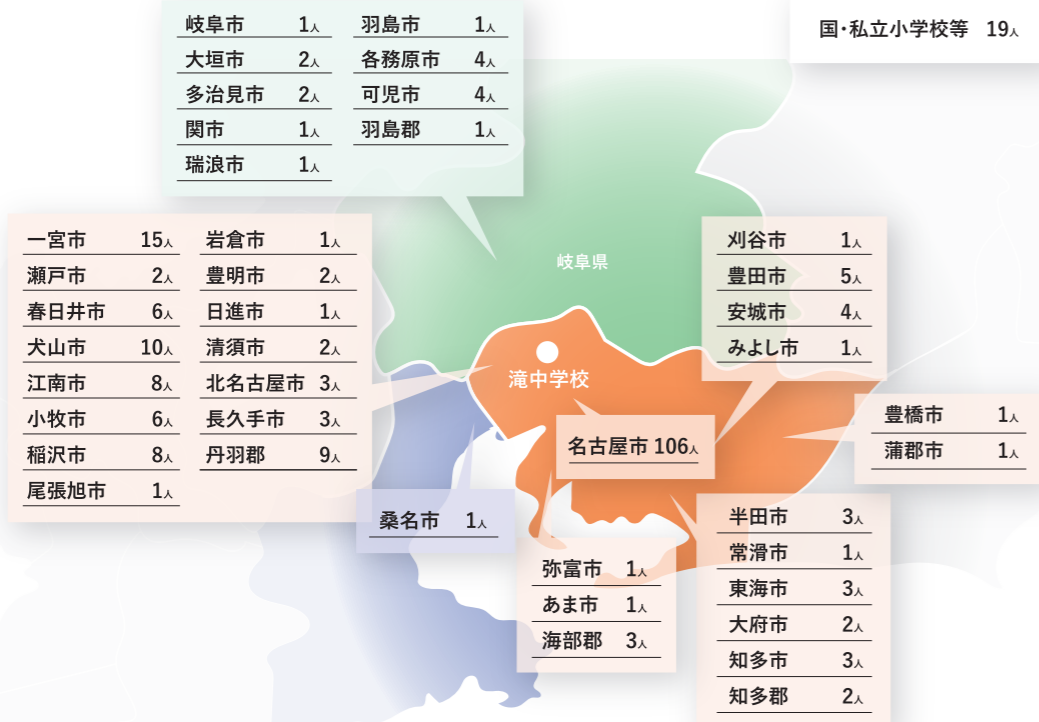 国・私立小学校等 19人
岐阜市 1人
大垣市 2人
多治見市 2人
関市 1人
瑞浪市 1人
羽島市 1人
各務原市 4人
可児市 4人
羽島郡 1人
岐阜県
一宮市 15人
瀬戸市 2人
春日井市 6人
犬山市 10人
江南市 8人
小牧市 6人
稲沢市 8人
尾張旭市 1人
岩倉市 1人
豊明市 2人
日進市 1人
清須市 2人
北名古屋市 3人
長久手市 3人
丹羽郡 9人
滝中学校
名古屋市 106人
刈谷市 1人
豊田市 5人
安城市 4人
みよし市 1人
豊橋市 1人
蒲郡市 1人
桑名市 1人
弥富市 1人
あま市 1人
海部郡 3人
半田市 3人
常滑市 1人
東海市 3人
大府市 2人
知多市 3人
知多郡 2人